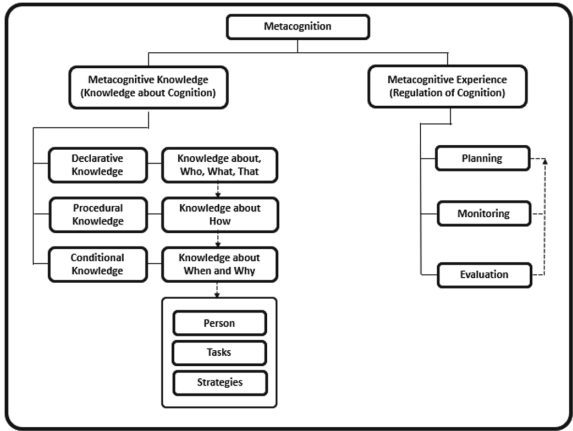 Metacognition
Metacognitive Knowledge
(Knowledge about Cognition)
Metacognitive Experience
(Regulation of Cognition)
Declarative
Knowledge
Knowledge about,
Who, What, That
Procedural
Knowledge
Knowledge about
How
Conditional
Knowledge
Knowledge about
When and Why
Person
Tasks
Strategies
Planning
Monitoring
Evaluation